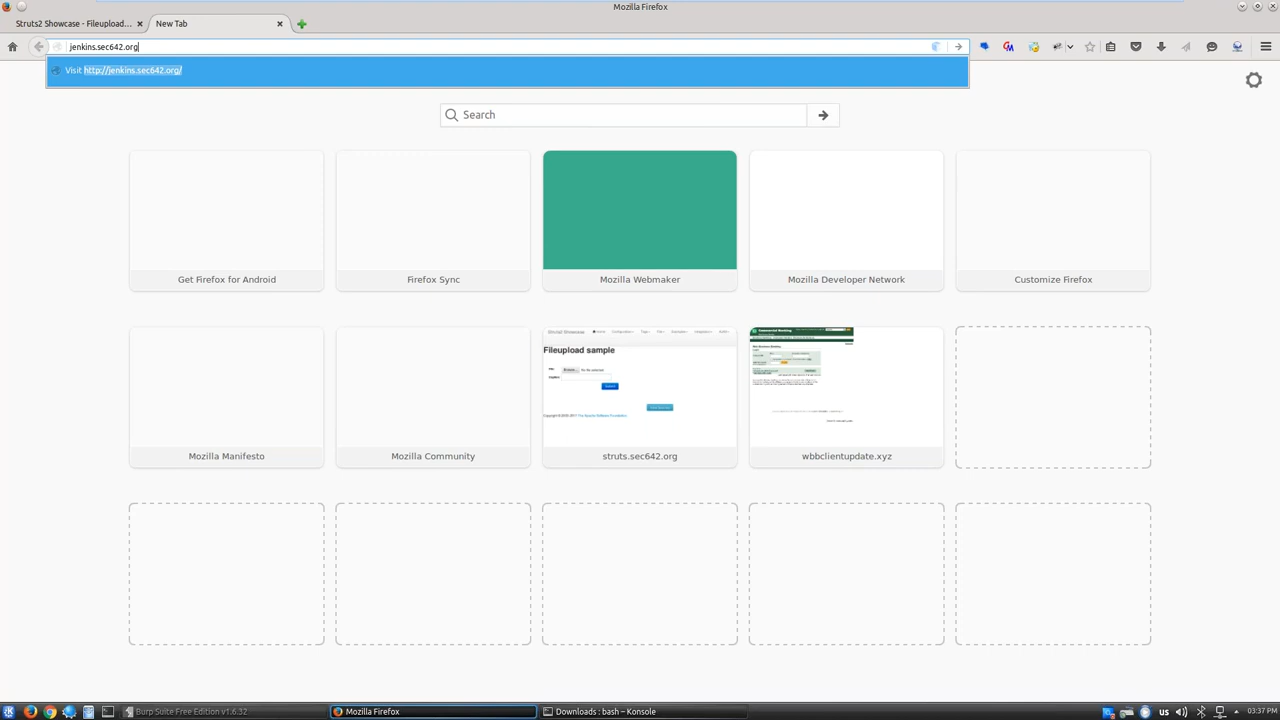 Mozilla Firefox
Struts2 Showcase - Fileupload...
New Tab
jenkins.sec642.org
Visit http://jenkins.sec642.org/
Search
Get Firefox for Android
Firefox Sync
Mozilla Webmaker
Mozilla Developer Network
Customize Firefox
Struts2 Showcase
Fileupload sample
Mozilla Manifesto
Mozilla Community
struts.sec642.org
wbbclientupdate.xyz
Burp Suite Free Edition v1.6.32
Mozilla Firefox
Downloads : bash – Konsole
us
03:37 PM